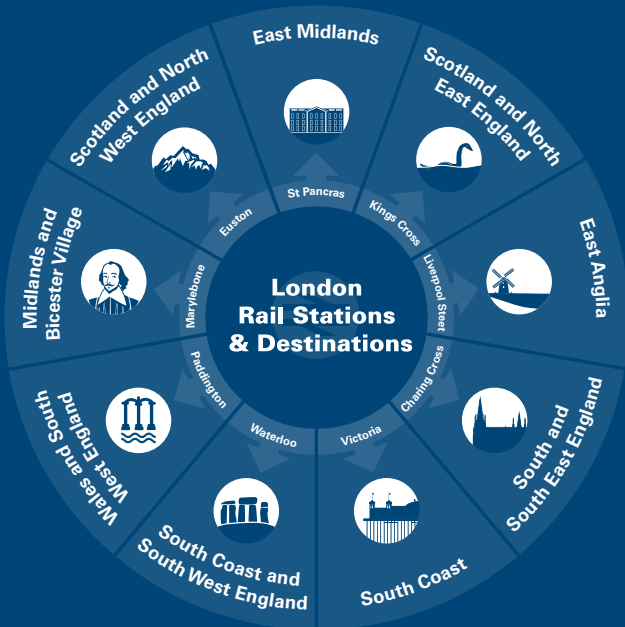 London
Rail Stations
& Destinations
East Midlands
St Pancras
Scotland and North
East England
Kings Cross
East Anglia
Liverpool Steet
South and
South East England
Charing Cross
South Coast
Victoria
South Coast and
South West England
Waterloo
Wales and South
West England
Paddington
Midlands and
Bicester Village
Marylebone
Scotland and North
West England
Euston